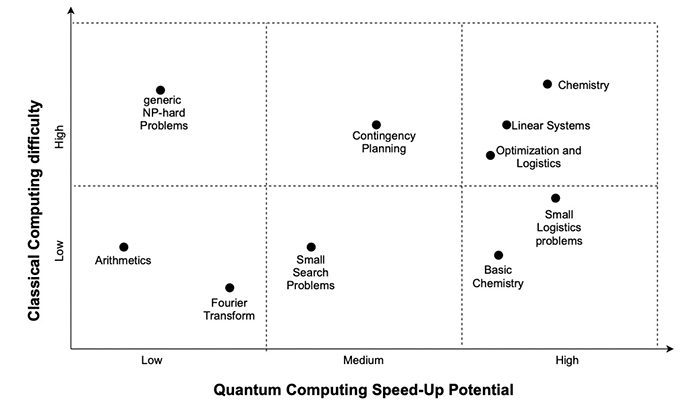 Classical Computing difficulty
High
Low
generic
NP-hard
Problems
Contingency
Planning
Chemistry
Linear Systems
Optimization and
Logistics
Arithmetics
Fourier
Transform
Small
Search
Problems
Small
Logistics
problems
Basic
Chemistry
Low
Medium
High
Quantum Computing Speed-Up Potential